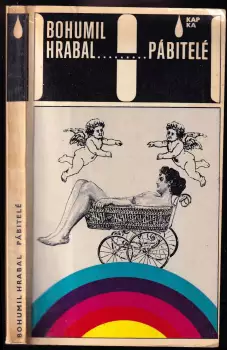 BOHUMIL
HRABAL..........PÁBITELÉ
KAP
KA
BOHUMIL HRABAL PÁBITELÉ